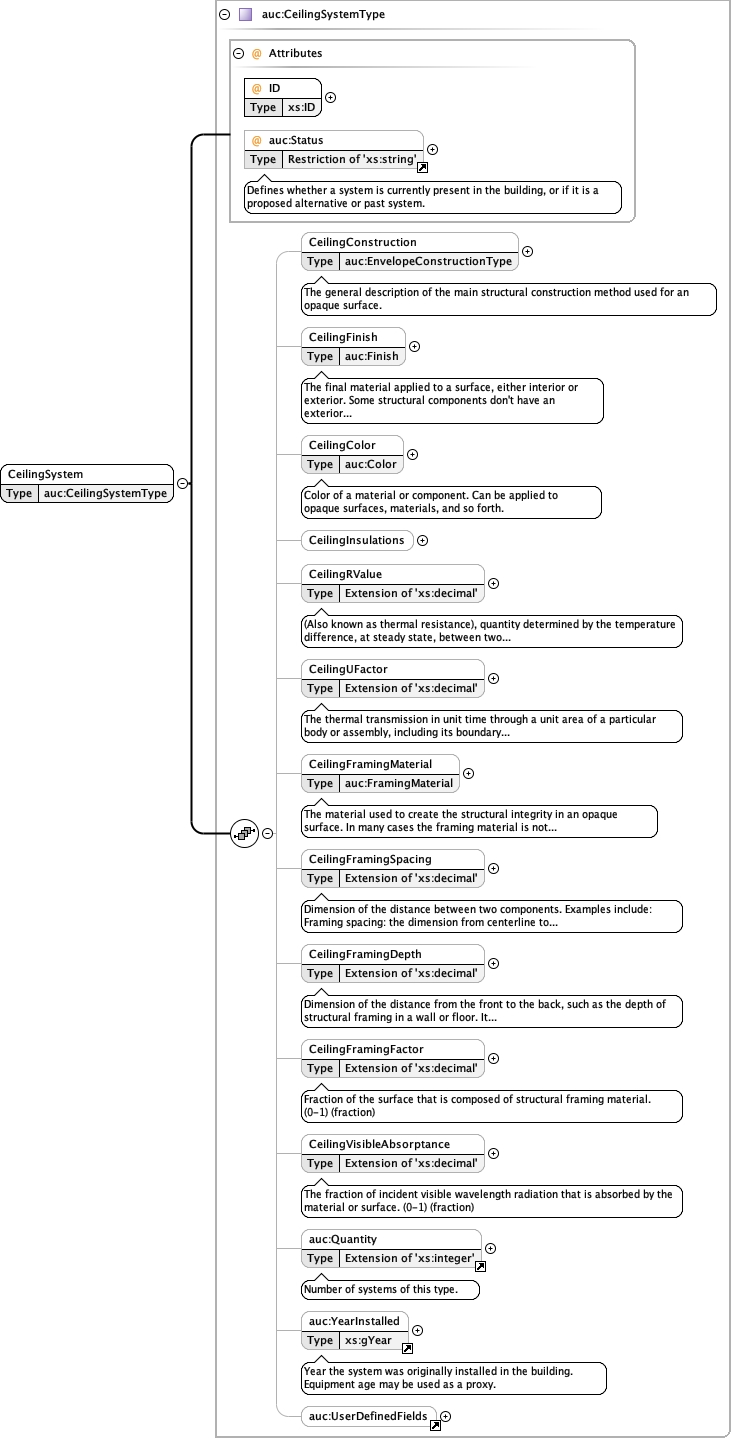 auc:CeilingSystemType
@ Attributes
@ ID
Type xs:ID
@ auc:Status
Type Restriction of 'xs:string'
Defines whether a system is currently present in the building, or if it is a
proposed alternative or past system.
CeilingConstruction
Type auc:EnvelopeConstructionType
The general description of the main structural construction method used for an
opaque surface.
CeilingFinish
Type auc:Finish
The final material applied to a surface, either interior or
exterior. Some structural components don't have an
exterior...
CeilingColor
Type auc:Color
CeilingSystem
Type auc:CeilingSystemType
Color of a material or component. Can be applied to
opaque surfaces, materials, and so forth.
CeilingInsulations
CeilingRValue
Type Extension of 'xs:decimal'
(Also known as thermal resistance), quantity determined by the temperature
difference, at steady state, between two...
CeilingUFactor
Type Extension of 'xs:decimal'
The thermal transmission in unit time through a unit area of a particular
body or assembly, including its boundary...
CeilingFramingMaterial
Type auc:FramingMaterial
The material used to create the structural integrity in an opaque
surface. In many cases the framing material is not...
CeilingFramingSpacing
Type Extension of 'xs:decimal'
Dimension of the distance between two components. Examples include:
Framing spacing: the dimension from centerline to...
CeilingFramingDepth
Type Extension of 'xs:decimal'
Dimension of the distance from the front to the back, such as the depth of
structural framing in a wall or floor. It...
CeilingFramingFactor
Type Extension of 'xs:decimal'
Fraction of the surface that is composed of structural framing material.
(0-1) (fraction)
CeilingVisibleAbsorptance
Type Extension of 'xs:decimal'
The fraction of incident visible wavelength radiation that is absorbed by the
material or surface. (0-1) (fraction)
auc:Quantity
Type Extension of 'xs:integer'
Number of systems of this type.
auc:YearInstalled
Type xs:gYear
Year the system was originally installed in the building.
Equipment age may be used as a proxy.
auc:UserDefinedFields